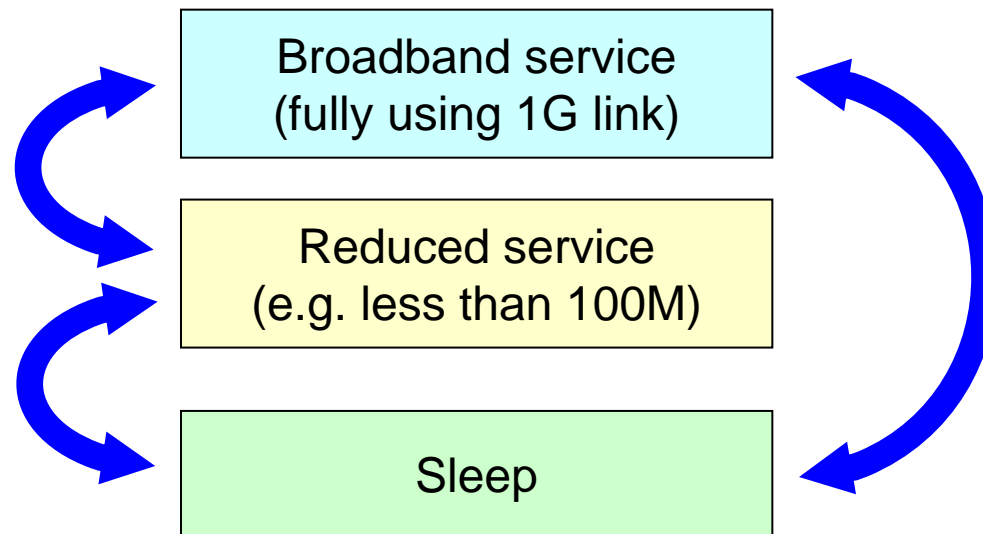 Broadband service
(fully using 1G link)
Reduced service
(e.g. less than 100M)
Sleep